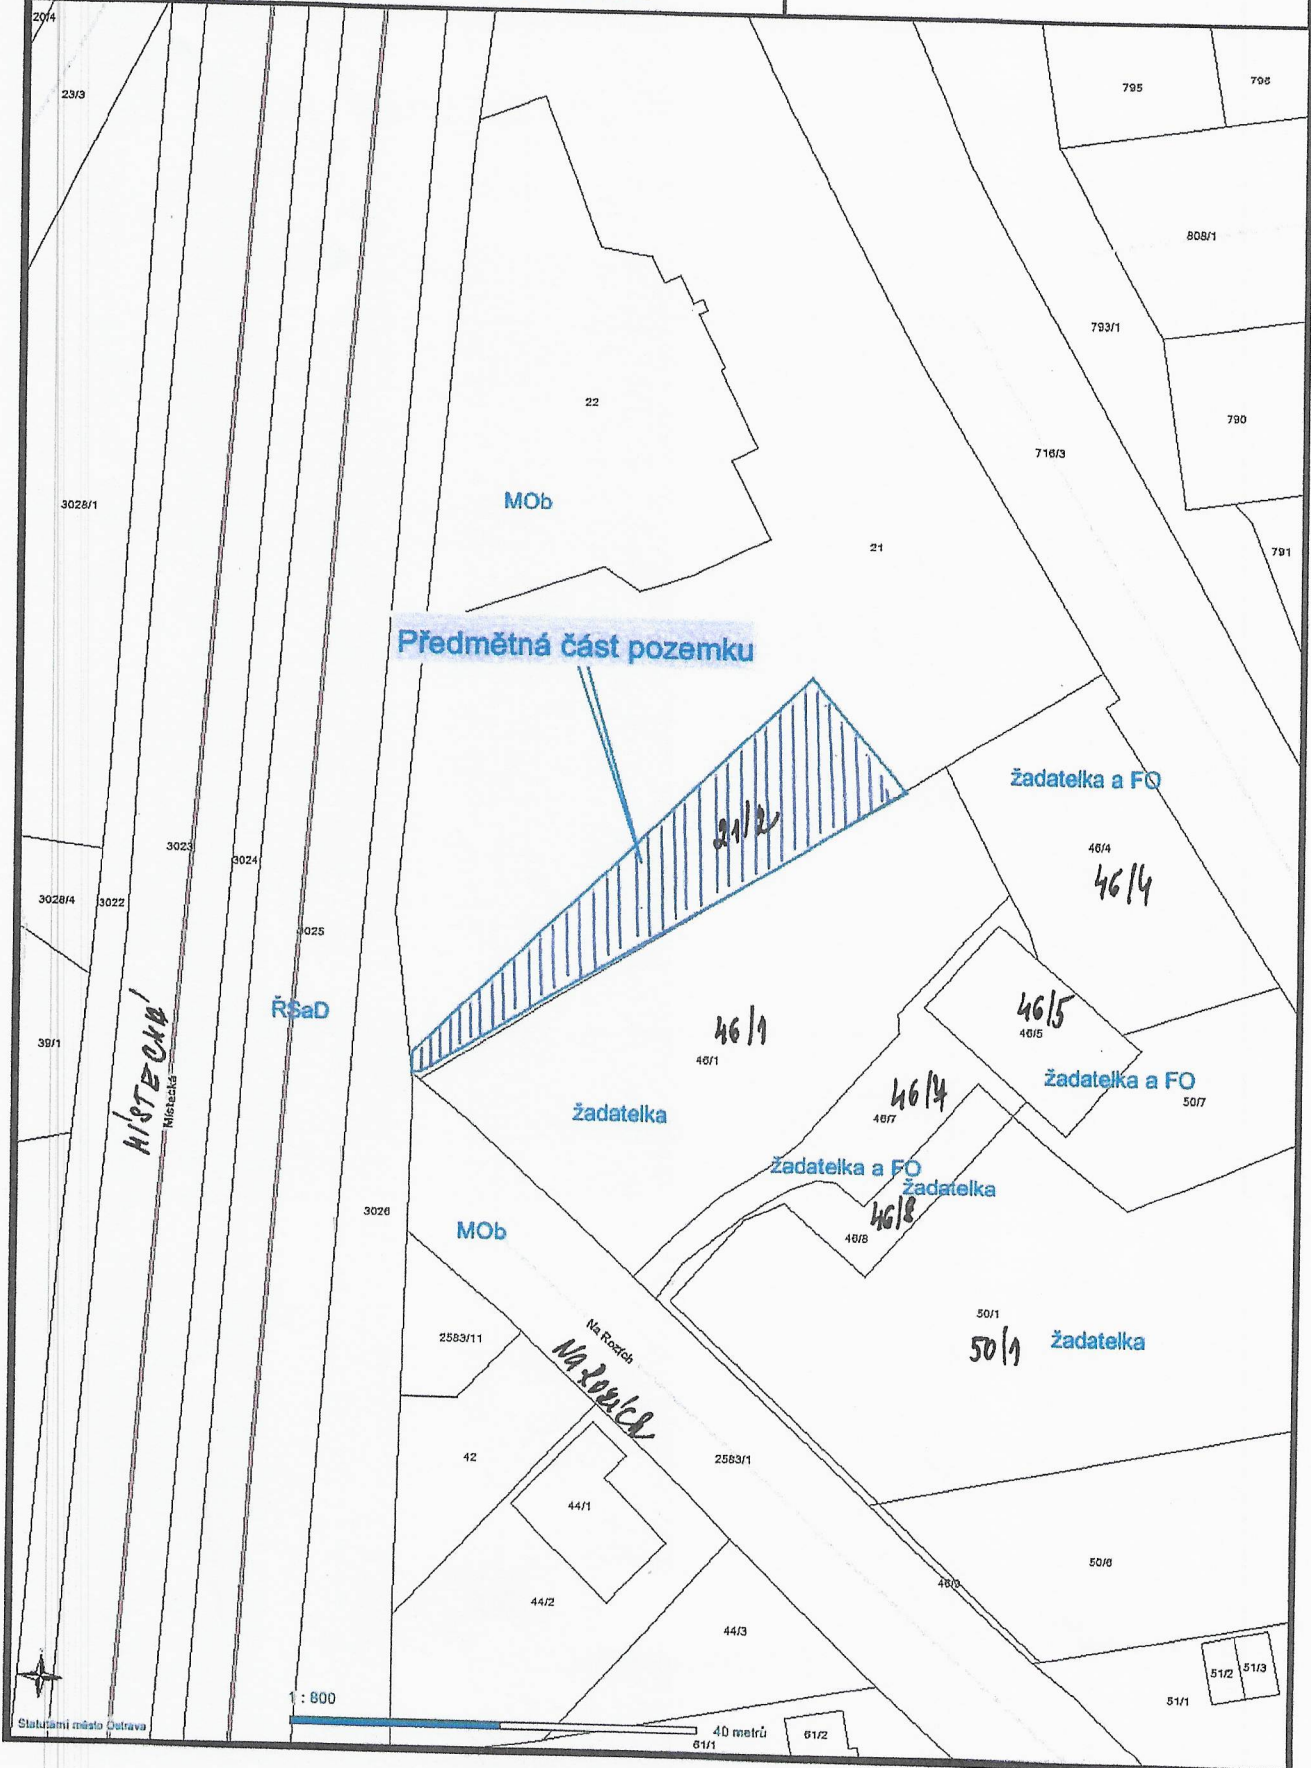 2014
23/3
795
796
808/1
793/1
22
790
716/3
3028/1
MOb
21
791
Předmětná část pozemku
žadatelka a FO
21/2
3023
3024
46/4
46/4
3028/4
3022
3025
ŘSaD
46/5
46/5
39/1
MÍSTECKÁ
Místecká
46/1
46/1
žadatelka a FO
50/7
46/7
46/7
žadatelka
žadatelka a FO
žadatelka
3026
46/8
46/8
MOb
50/1
50/1
žadatelka
2583/11
Na Rozích
NA ROZÍCH
42
2583/1
44/1
50/6
46/9
44/2
44/3
51/2
51/3
51/1
1 : 800
Statutární město Ostrava
40 metrů
61/1
61/2